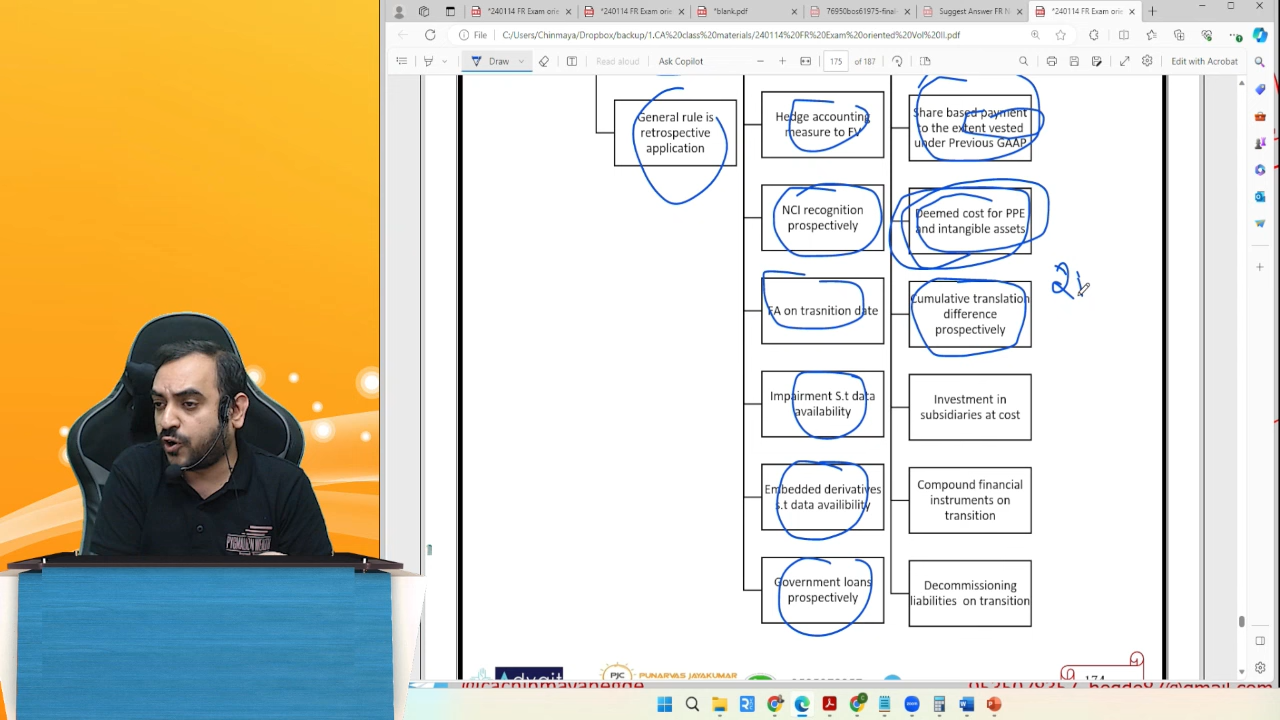 *240114 FR Exam orie
*240114 FR Exam orie
*blank.pdf
76950bos61975-final-
Suggest Answer FR N
*240114 FR Exam orie
File
C:/Users/Chinmaya/Dropbox/backup/1.CA%20class%20materials/240114%20FR%20Exam%20oriented%20Vol%20II.pdf
Draw
Read aloud
Ask Copilot
175
of 187
Edit with Acrobat
General rule is
retrospective
application
Hedge accounting
measure to FV
NCI recognition
prospectively
FA on trasnition date
Impairment S.t data
availability
Embedded derivatives
s.t data availibility
Government loans
prospectively
Share based payment
to the extent vested
under Previous GAAP
Deemed cost for PPE
and intangible assets
Cumulative translation
difference
prospectively
21
Investment in
subsidiaries at cost
Compound financial
instruments on
transition
Decommissioning
liabilities on transition
PJC
PUNARVAS JAYAKUMAR
174